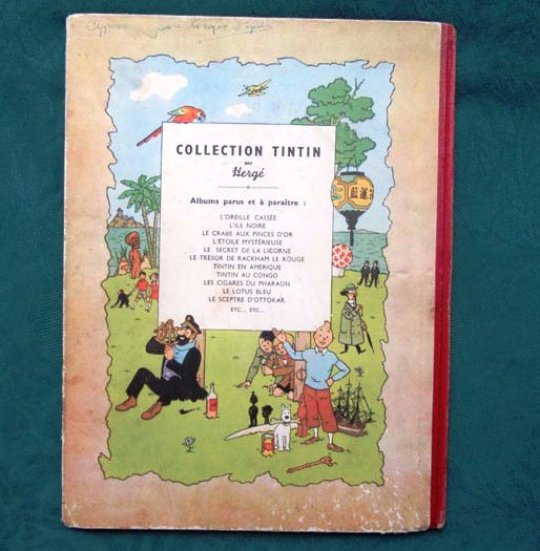 COLLECTION TINTIN
par
Hergé
Albums parus et à paraître :
L'OREILLE CASSÉE
L'ILE NOIRE
LE CRABE AUX PINCES D'OR
L'ÉTOILE MYSTÉRIEUSE
LE SECRET DE LA LICORNE
LE TRÉSOR DE RACKHAM LE ROUGE
TINTIN EN AMÉRIQUE
TINTIN AU CONGO
LES CIGARES DU PHARAON
LE LOTUS BLEU
LE SCEPTRE D'OTTOKAR
ETC... ETC...